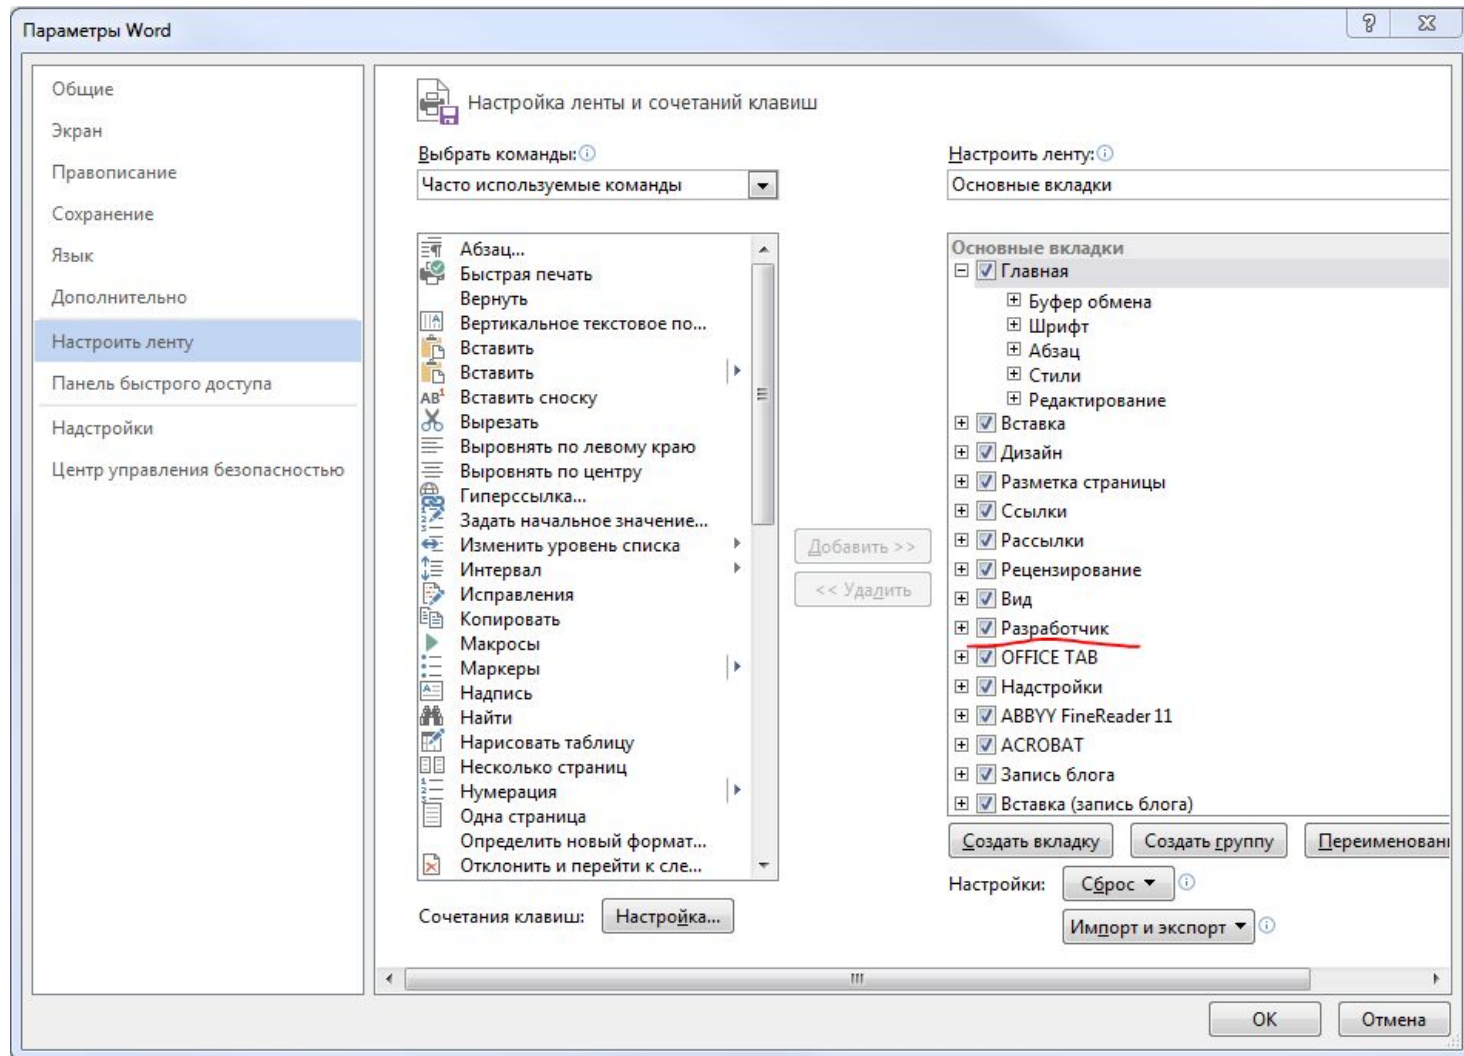 Параметры Word
Общие
Экран
Правописание
Сохранение
Язык
Дополнительно
Настроить ленту
Панель быстрого доступа
Надстройки
Центр управления безопасностью
Настройка ленты и сочетаний клавиш
Выбрать команды:
Часто используемые команды
Абзац...
Быстрая печать
Вернуть
Вертикальное текстовое по...
Вставить
Вставить
AB¹ Вставить сноску
Вырезать
Выровнять по левому краю
Выровнять по центру
Гиперссылка...
Задать начальное значение...
Изменить уровень списка
Интервал
Исправления
Копировать
Макросы
Маркеры
Надпись
Найти
Нарисовать таблицу
Несколько страниц
Нумерация
Одна страница
Определить новый формат...
Отклонить и перейти к сле...
Сочетания клавиш: Настройка...
Добавить >>
<< Удалить
Настроить ленту:
Основные вкладки
Основные вкладки
Главная
Буфер обмена
Шрифт
Абзац
Стили
Редактирование
Вставка
Дизайн
Разметка страницы
Ссылки
Рассылки
Рецензирование
Вид
Разработчик
OFFICE TAB
Надстройки
ABBYY FineReader 11
ACROBAT
Запись блога
Вставка (запись блога)
Создать вкладку Создать группу Переименован
Настройки: Сброс
Импорт и экспорт
ОК Отмена